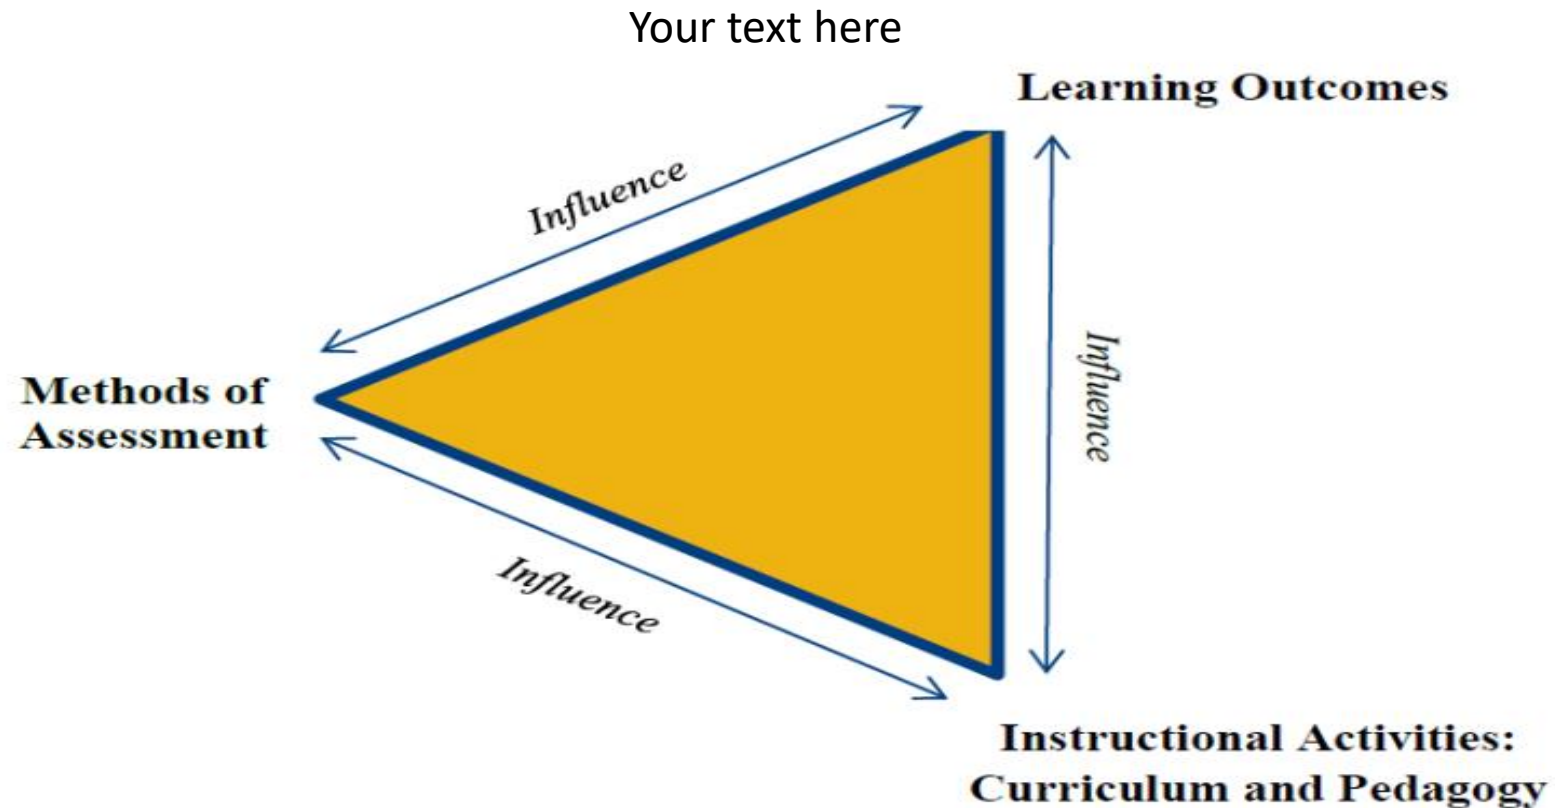 Your text here
Learning Outcomes
Influence
Influence
Methods of
Assessment
Influence
Instructional Activities:
Curriculum and Pedagogy